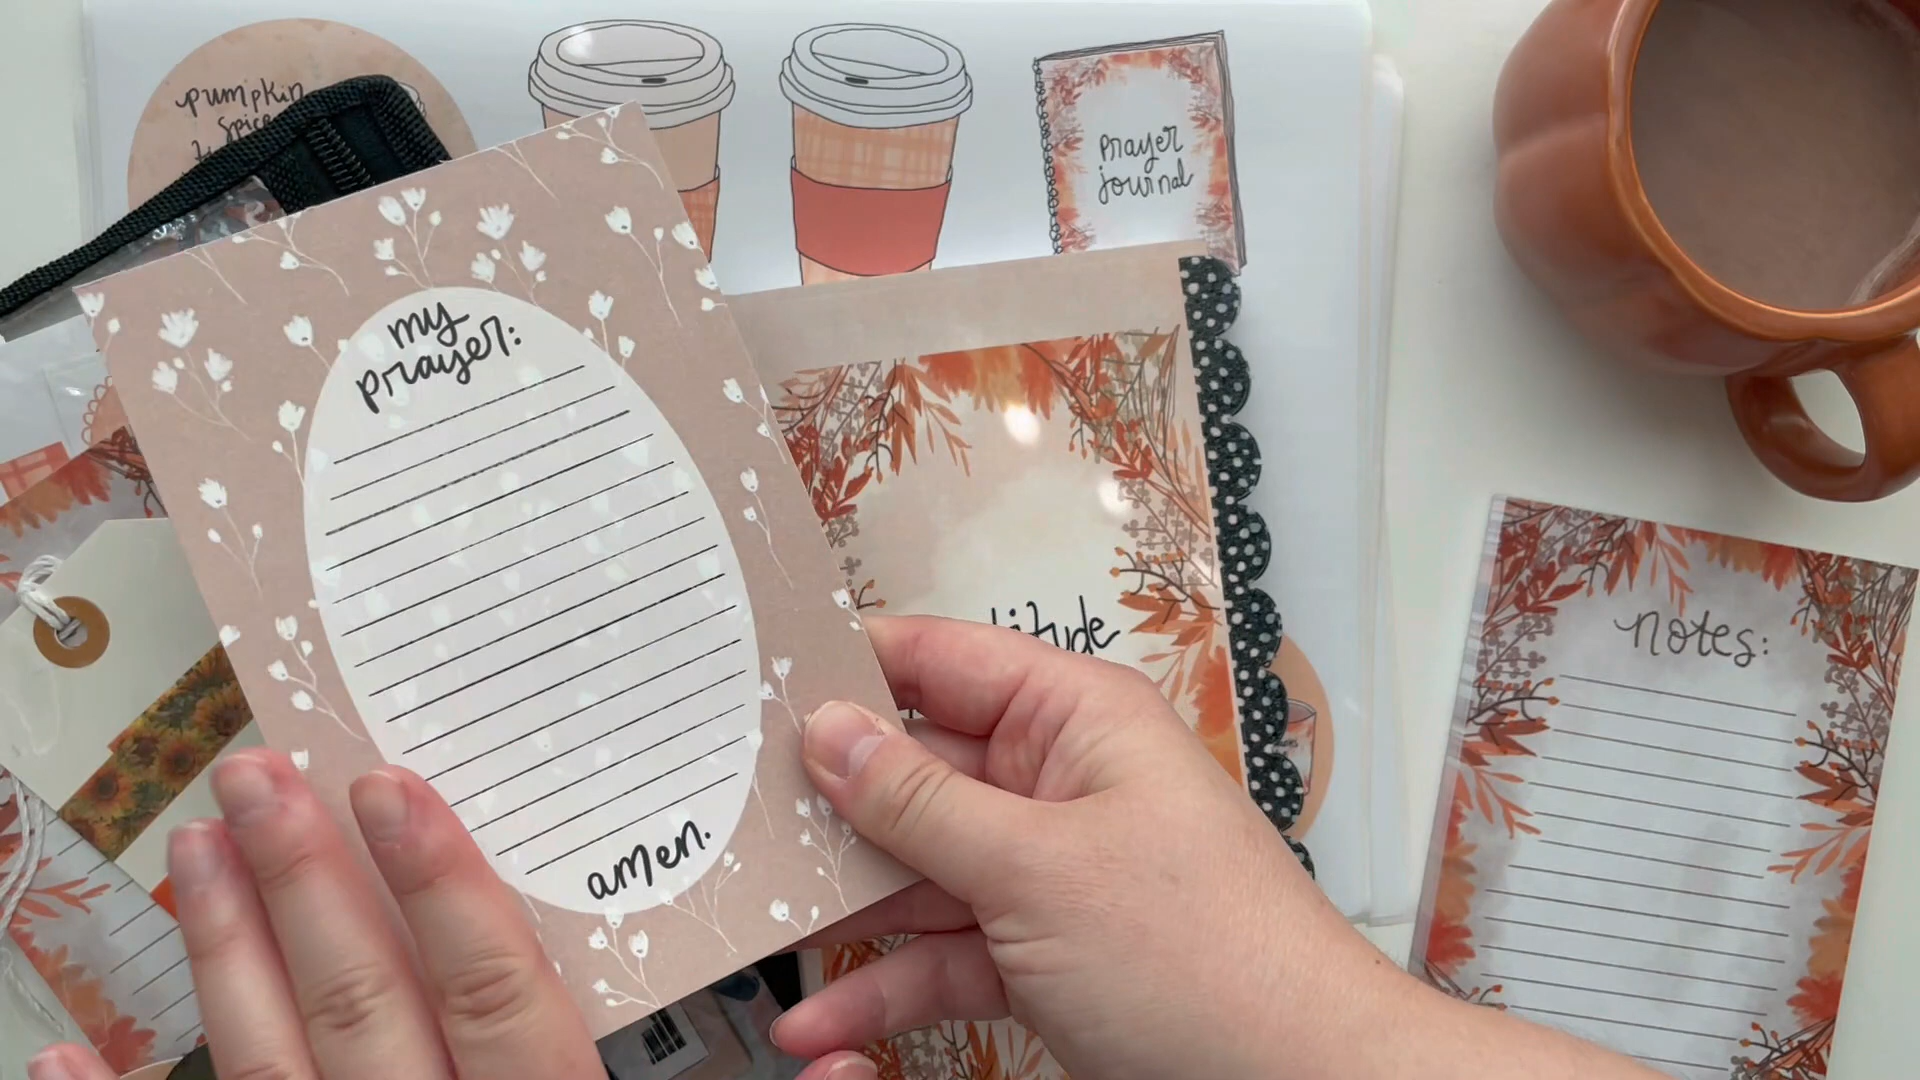 pumpkin
spice
prayer
journal
my
prayer:
amen.
notes: